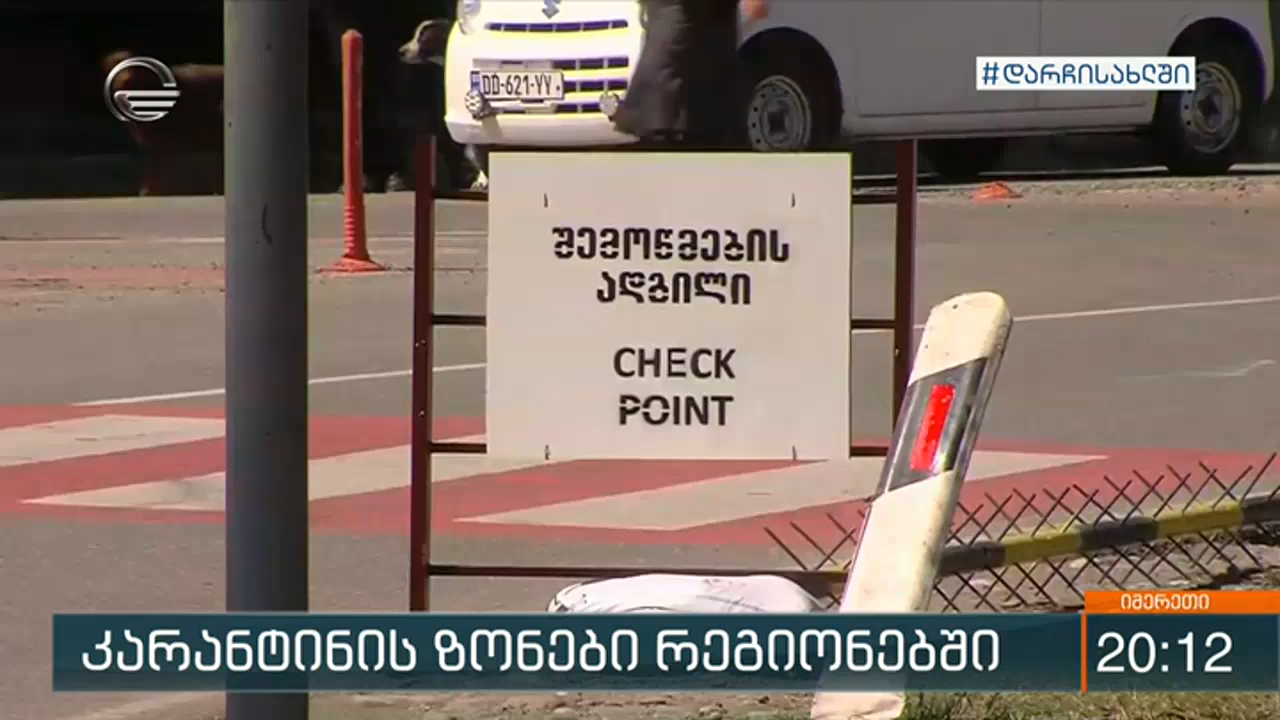 #ᲓᲐᲠᲩᲘᲡᲐᲮᲚᲨᲘ
DD-621-YY
ᲨᲔᲛᲝᲬᲛᲔᲑᲘᲡ
ᲐᲓᲒᲘᲚᲘ
CHECK
POINT
ᲘᲛᲔᲠᲔᲗᲘ
ᲙᲐᲠᲐᲜᲢᲘᲜᲘᲡ ᲖᲝᲜᲔᲑᲘ ᲠᲔᲒᲘᲝᲜᲔᲑᲨᲘ
20:12